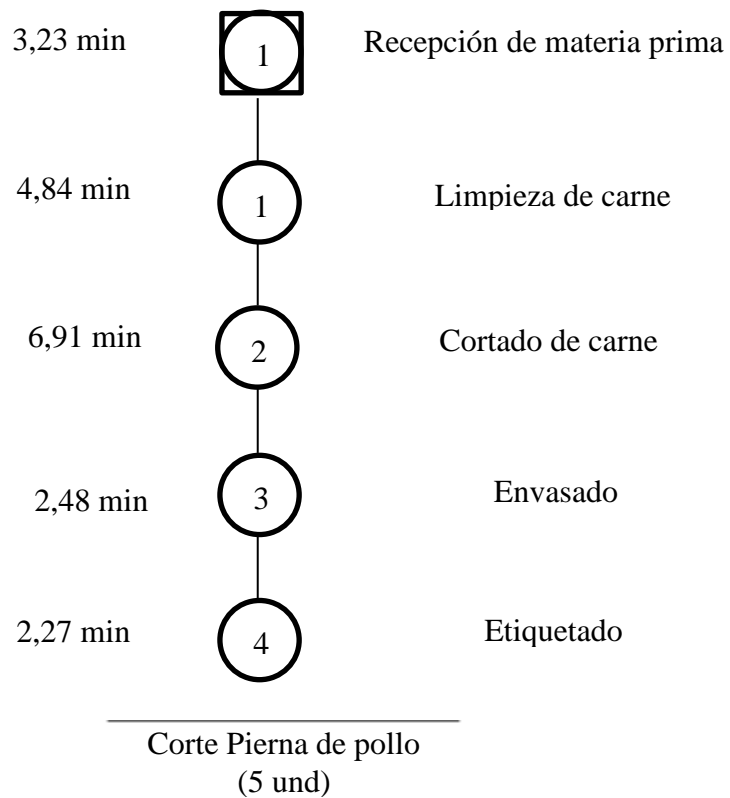 3,23 min 1 Recepción de materia prima
4,84 min 1 Limpieza de carne
6,91 min 2 Cortado de carne
2,48 min 3 Envasado
2,27 min 4 Etiquetado
Corte Pierna de pollo
(5 und)